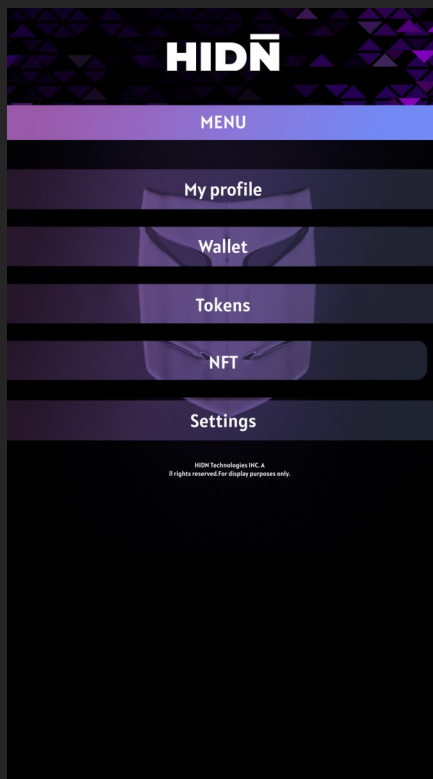 HIDN̅
MENU
My profile
Wallet
Tokens
NFT
Settings
HIDN Technologies INC. A
ll rights reserved.For display purposes only.